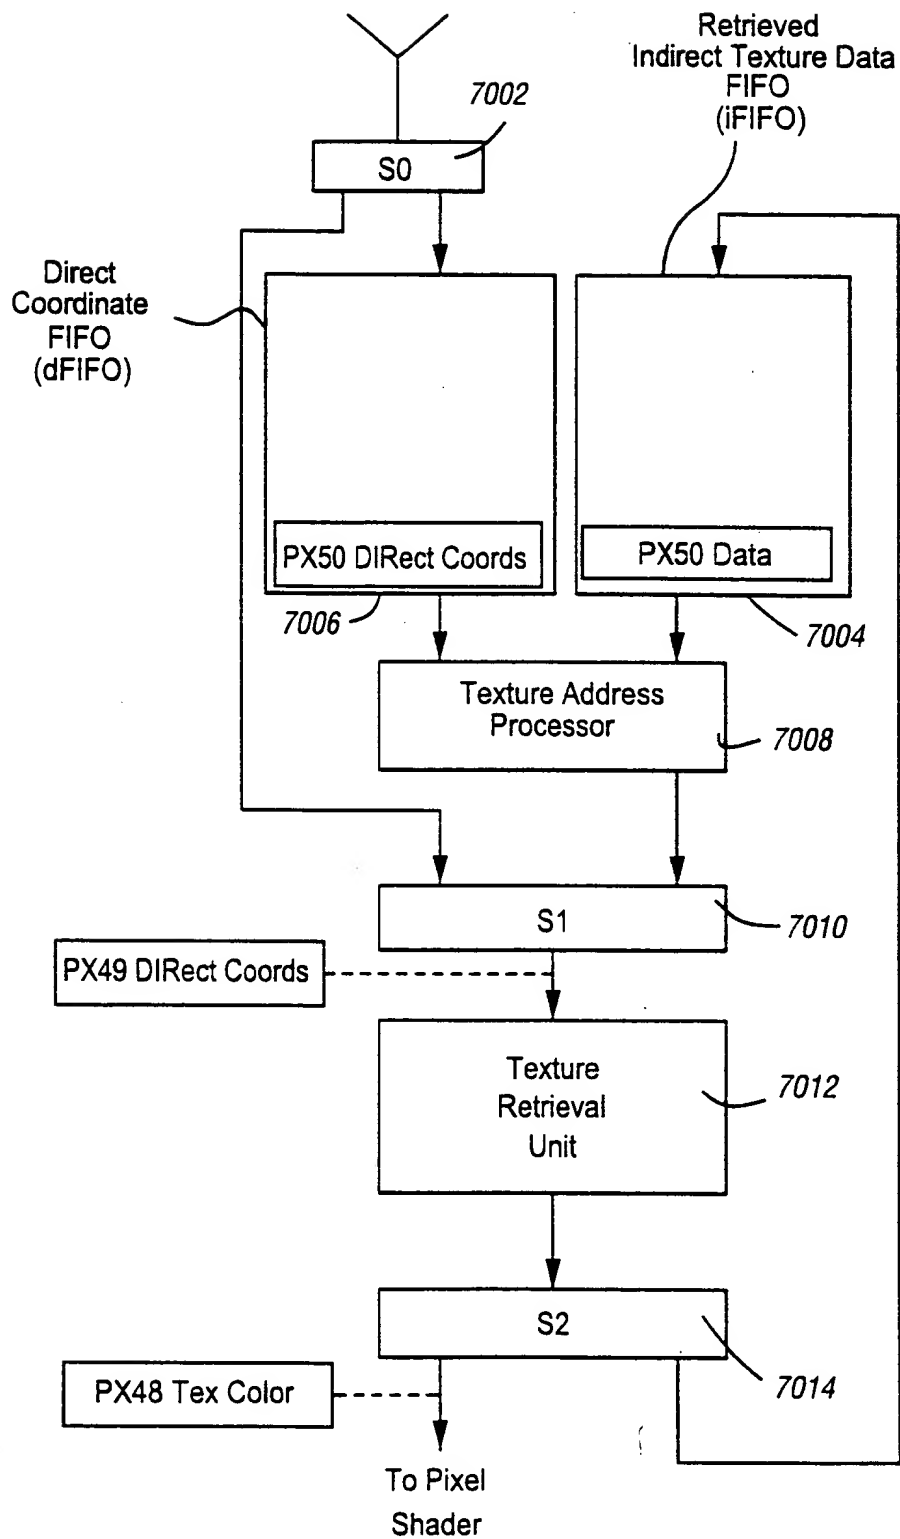 Retrieved
Indirect Texture Data
FIFO
(iFIFO)
7002
S0
Direct
Coordinate
FIFO
(dFIFO)
PX50 DIRect Coords
PX50 Data
7006
7004
Texture Address
Processor
7008
S1
7010
PX49 DIRect Coords
Texture
Retrieval
Unit
7012
S2
7014
PX48 Tex Color
To Pixel
Shader